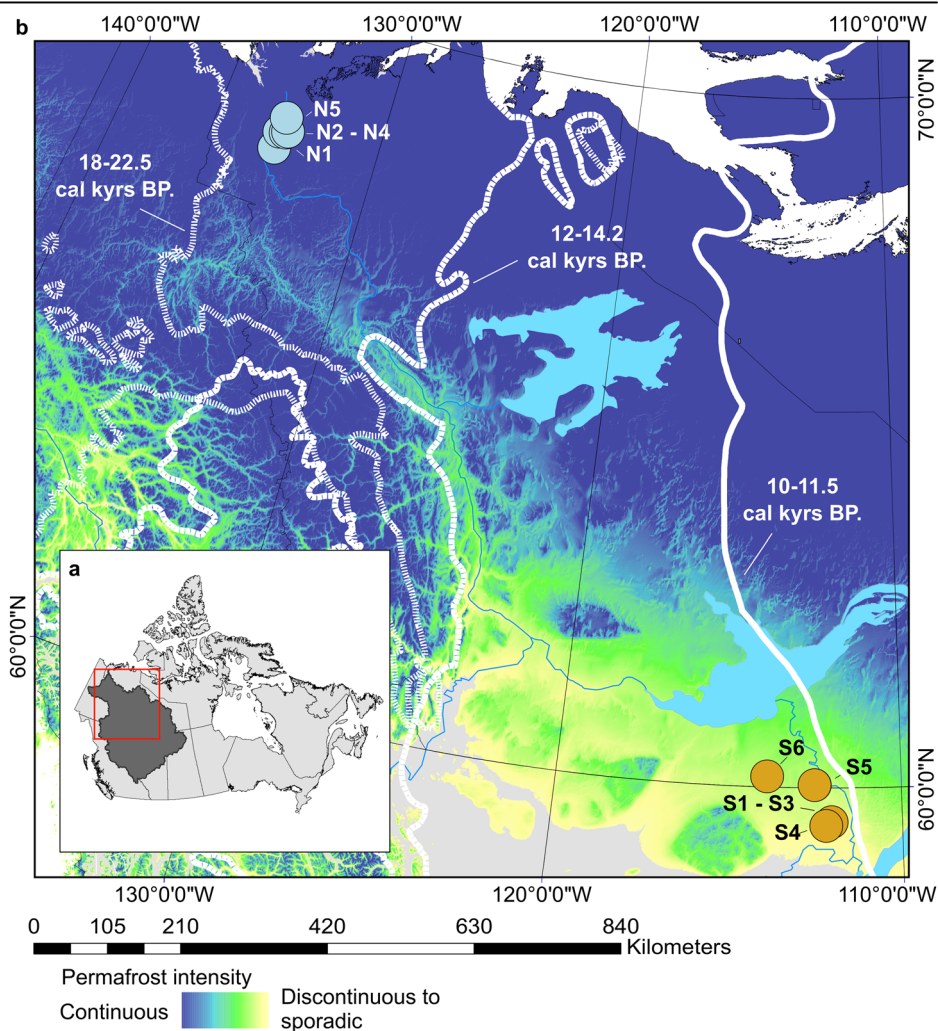 b
140°0'0"W
130°0'0"W
120°0'0"W
110°0'0"W
70°0'0"N
N5
N2 - N4
N1
18-22.5
cal kyrs BP.
12-14.2
cal kyrs BP.
10-11.5
cal kyrs BP.
a
60°0'0"N
S6
S5
S1 - S3
S4
60°0'0"N
130°0'0"W
120°0'0"W
110°0'0"W
0 105 210 420 630 840
Kilometers
Permafrost intensity
Continuous
Discontinuous to
sporadic